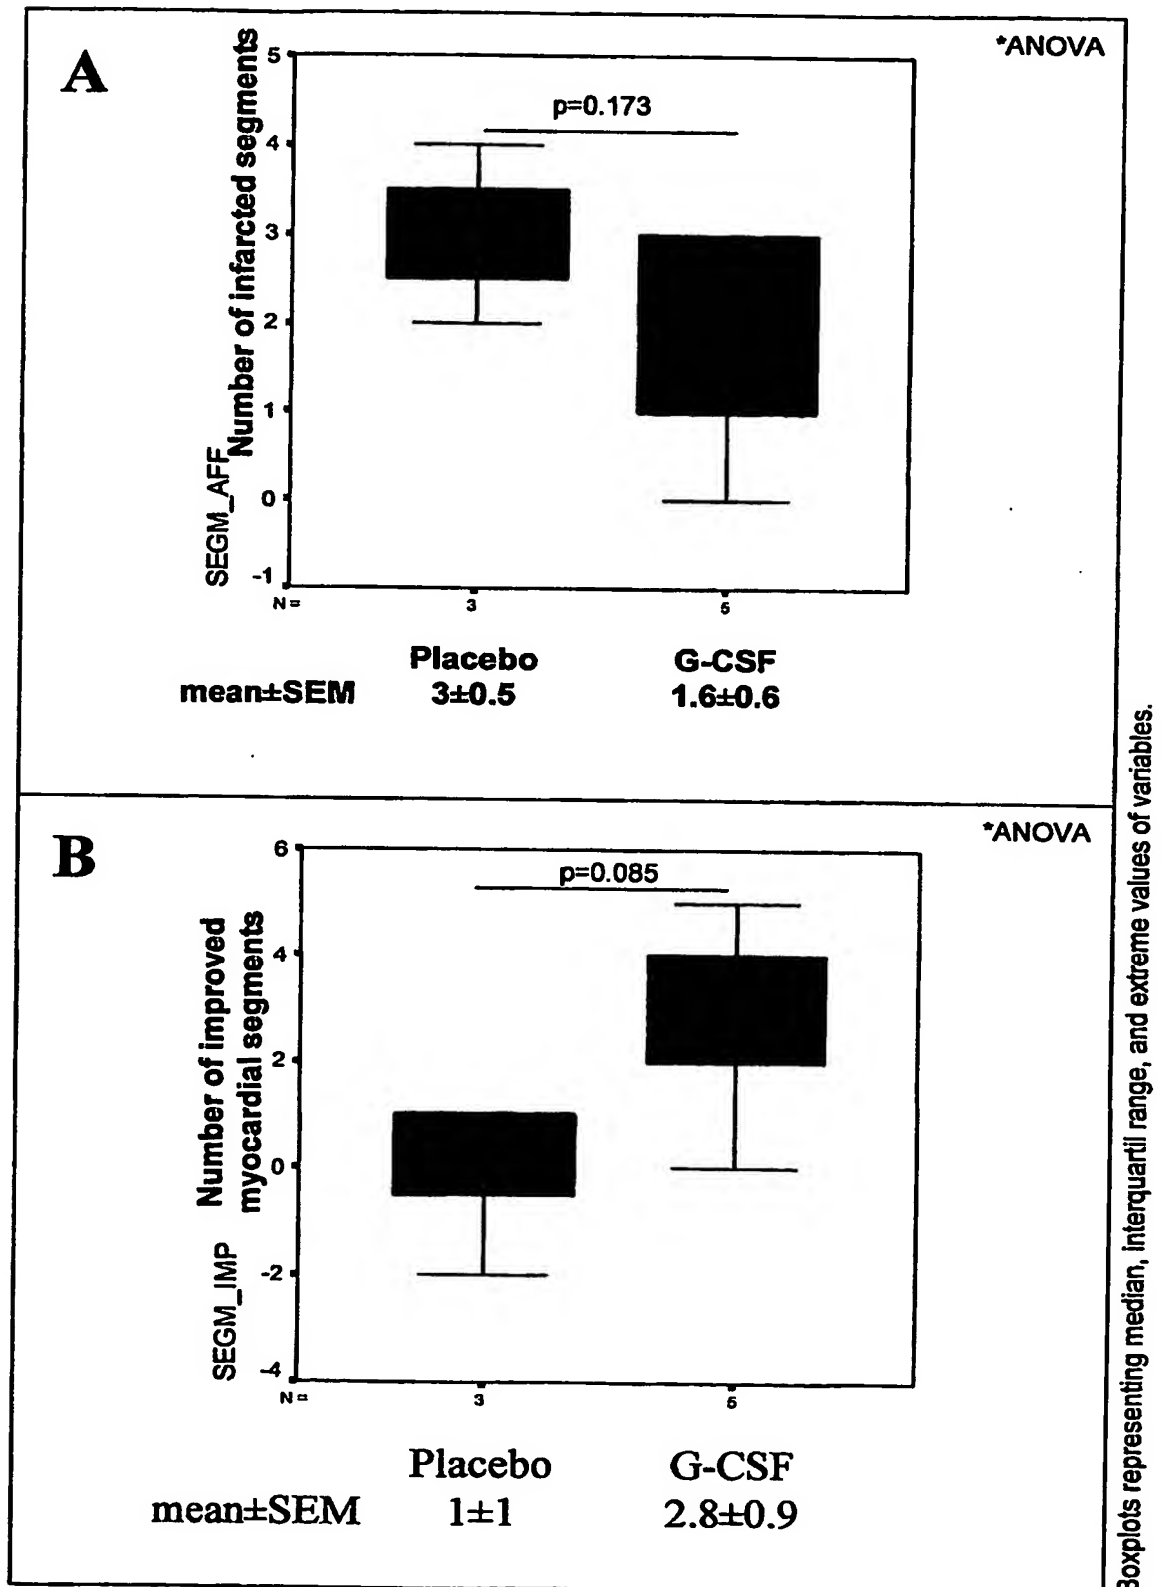 A
*ANOVA
Number of infarcted segments
SEGM_AFF
5
4
3
2
1
0
-1
p=0.173
N = 3 5
Placebo G-CSF
mean±SEM 3±0.5 1.6±0.6
B
*ANOVA
Number of improved
myocardial segments
SEGM_IMP
6
4
2
0
-2
-4
p=0.085
N = 3 5
Placebo G-CSF
mean±SEM 1±1 2.8±0.9
Boxplots representing median, interquartil range, and extreme values of variables.